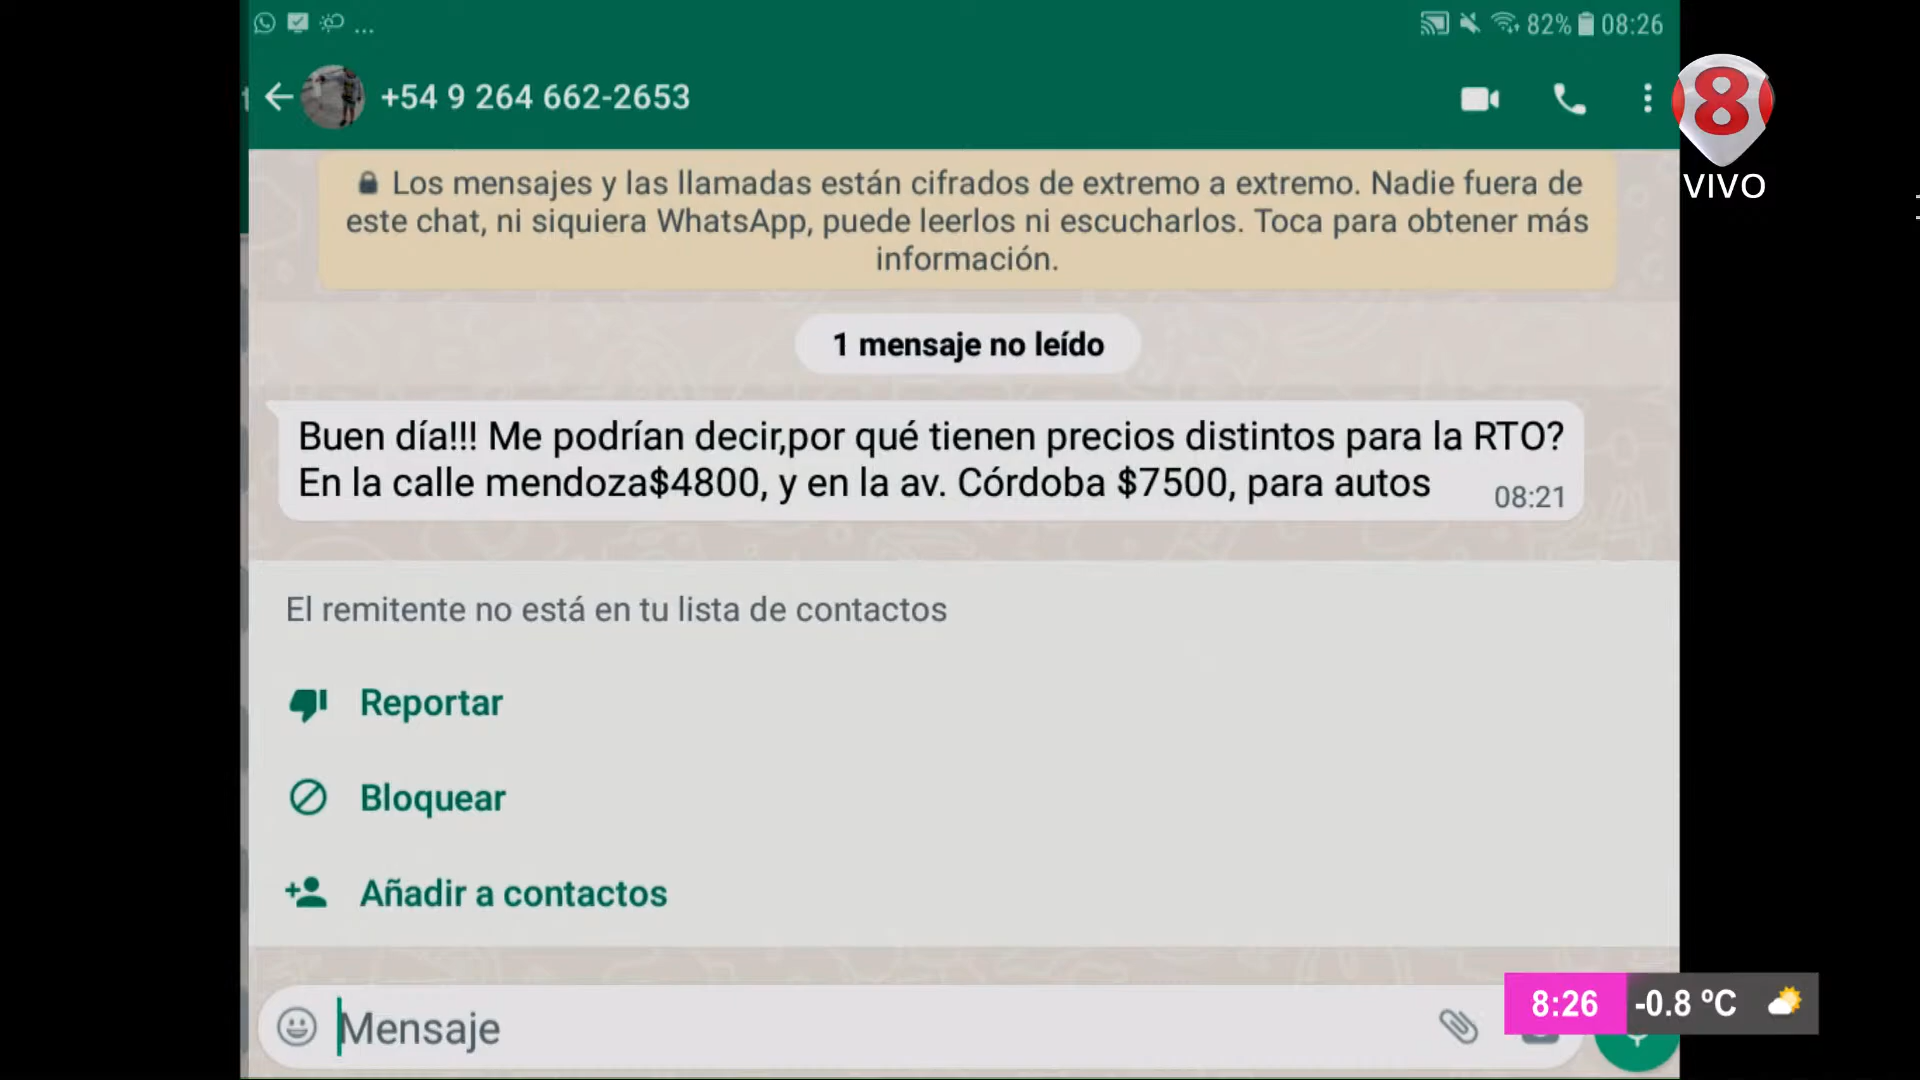 ... 82% 08:26
+54 9 264 662-2653
8
VIVO
Los mensajes y las llamadas están cifrados de extremo a extremo. Nadie fuera de
este chat, ni siquiera WhatsApp, puede leerlos ni escucharlos. Toca para obtener más
información.
1 mensaje no leído
Buen día!!! Me podrían decir,por qué tienen precios distintos para la RTO?
En la calle mendoza$4800, y en la av. Córdoba $7500, para autos
08:21
El remitente no está en tu lista de contactos
Reportar
Bloquear
Añadir a contactos
Mensaje
8:26 -0.8 ºC